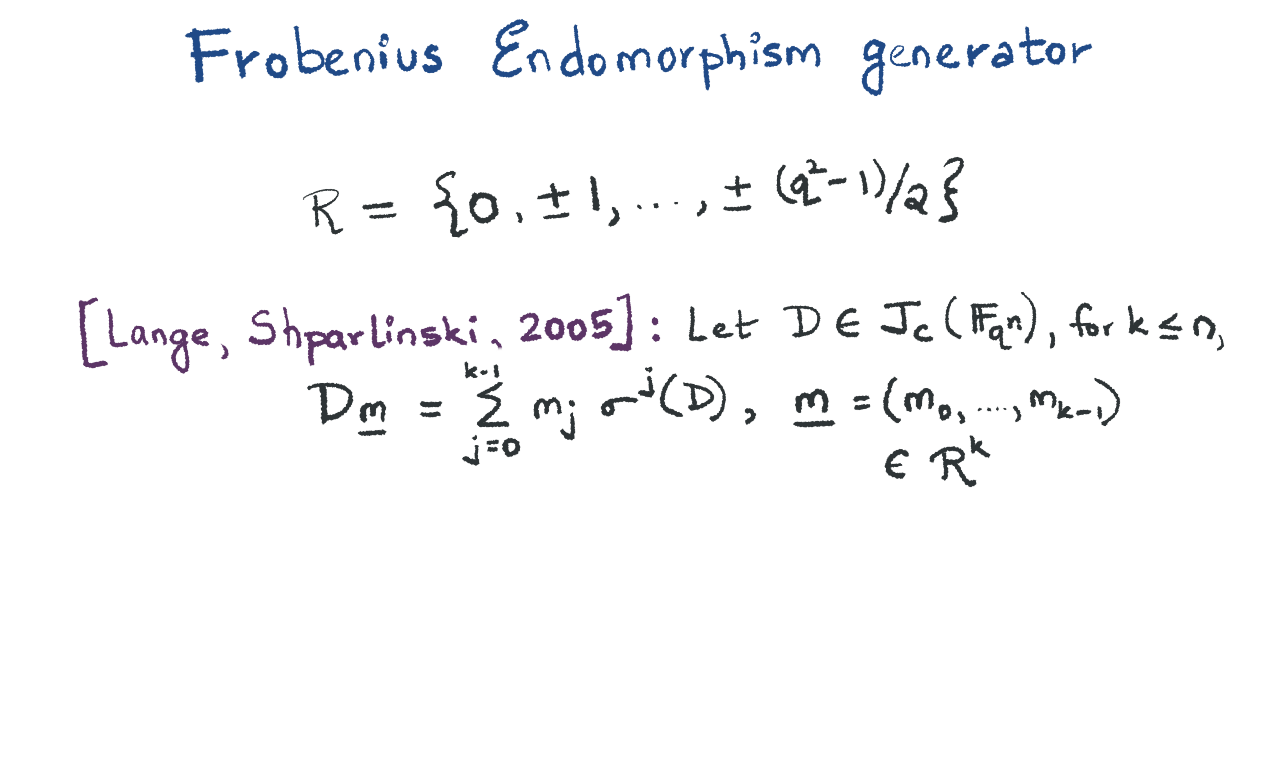 Frobenius Endomorphism generator
R = {0, ±1, ..., ± (q²-1)/2}
[Lange, Shparlinski, 2005]: Let D ∈ J_C(𝔽_{qⁿ}), for k ≤ n,
D_m̲ = ∑_{j=0}^{k-1} m_j σ^j(D), m̲ = (m_0, ...., m_{k-1})
∈ R^k